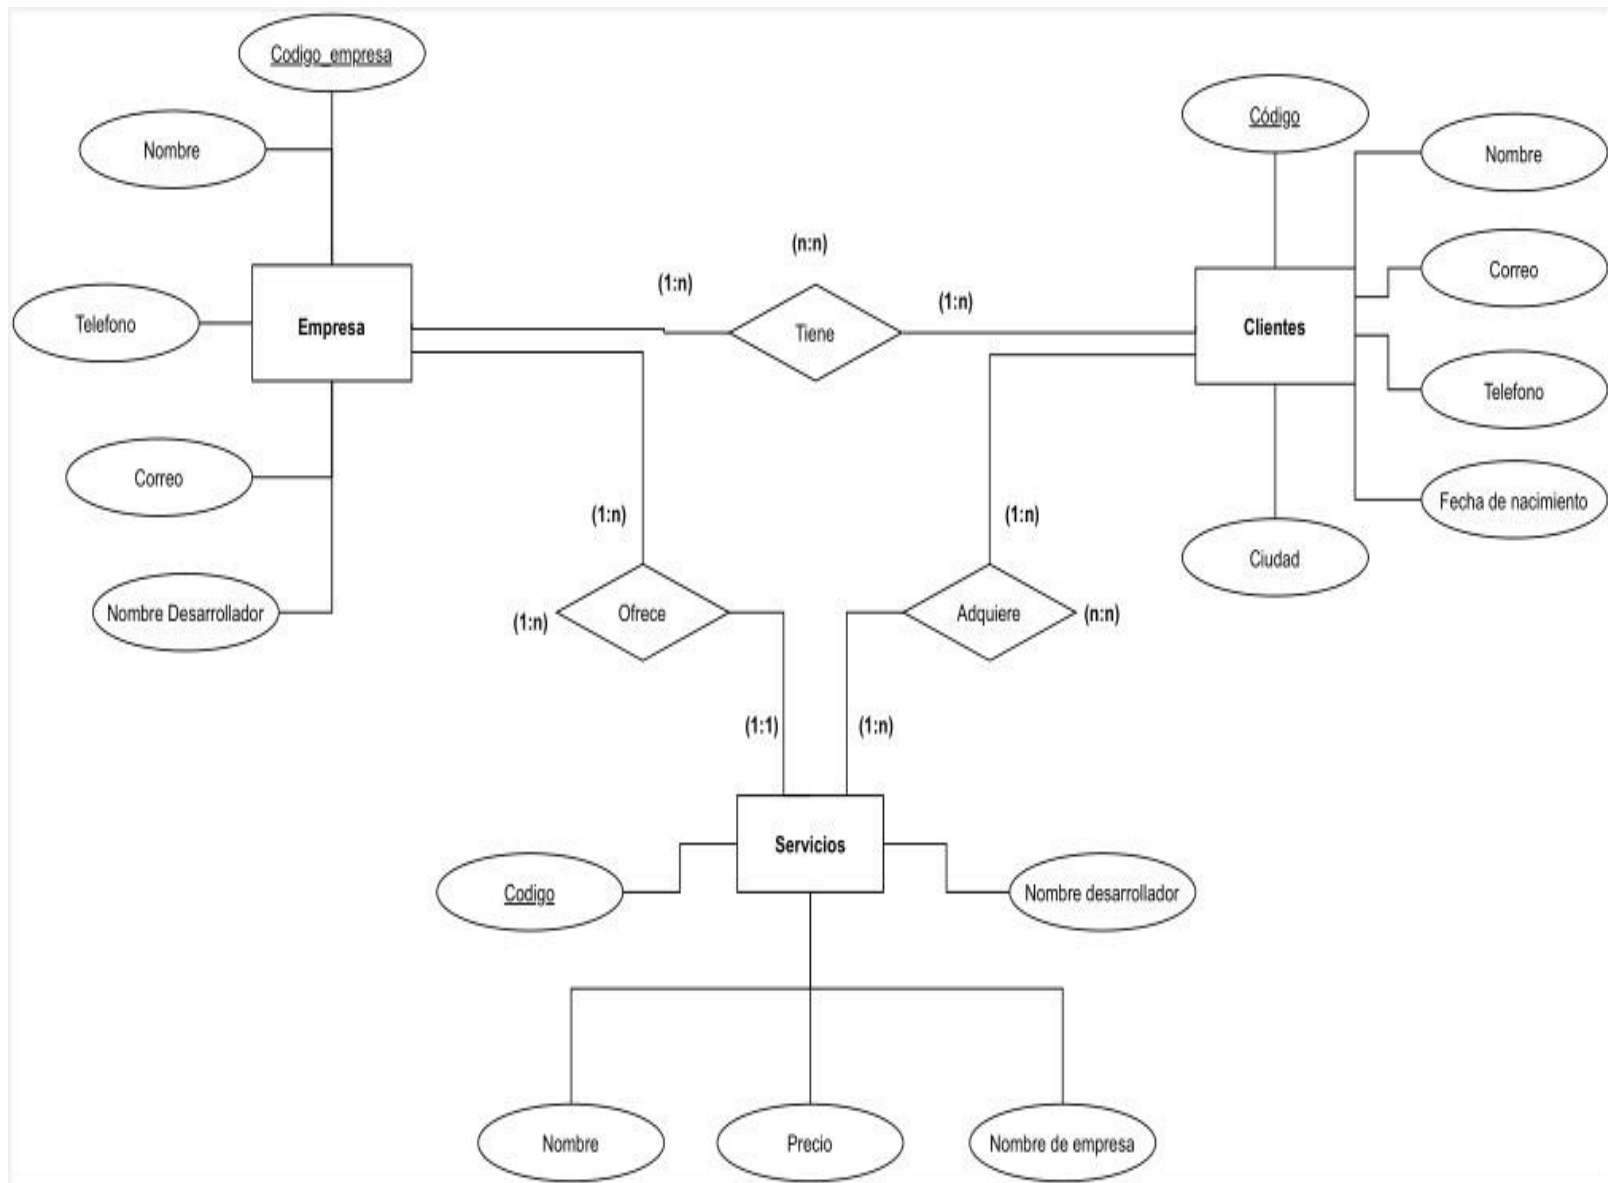 Codigo_empresa
Código
Nombre
Nombre
(n:n)
Correo
(1:n)
(1:n)
Telefono
Empresa
Tiene
Clientes
Telefono
Correo
Fecha de nacimiento
(1:n)
(1:n)
Ciudad
Nombre Desarrollador
(1:n)
Ofrece
Adquiere
(n:n)
(1:1)
(1:n)
Servicios
Codigo
Nombre desarrollador
Nombre
Precio
Nombre de empresa